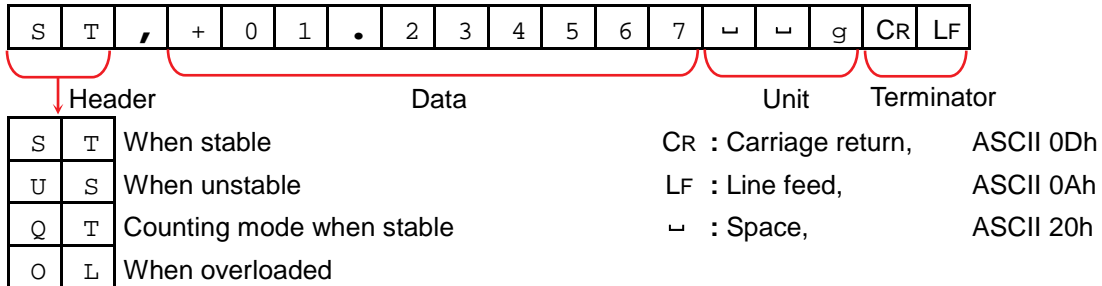 S T , + 0 1 . 2 3 4 5 6 7 ␣ ␣ g CR LF
Header Data Unit Terminator
S T When stable CR : Carriage return, ASCII 0Dh
U S When unstable LF : Line feed, ASCII 0Ah
Q T Counting mode when stable ␣ : Space, ASCII 20h
O L When overloaded